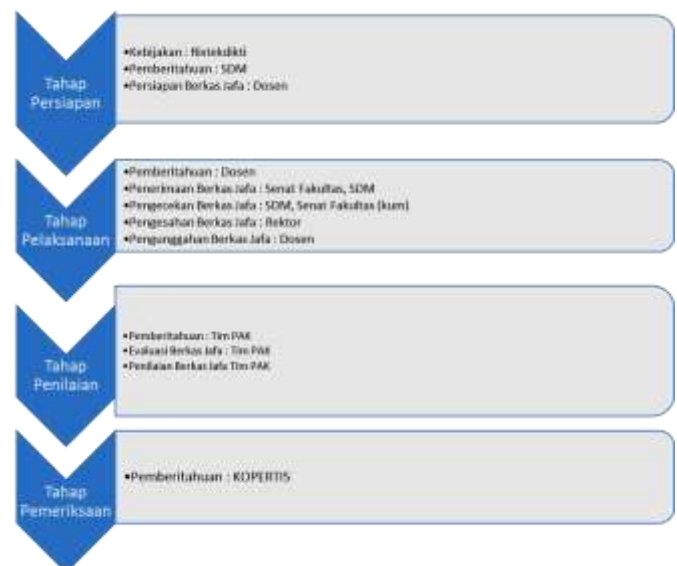 Tahap
Persiapan
•Kebijakan : Ristekdikti
•Pemberitahuan : SDM
•Persiapan Berkas Jafa : Dosen
Tahap
Pelaksanaan
•Pemberitahuan : Dosen
•Penerimaan Berkas Jafa : Senat Fakultas, SDM
•Pengecekan Berkas Jafa : SDM, Senat Fakultas (kum)
•Pengesahan Berkas Jafa : Rektor
•Pengunggahan Berkas Jafa : Dosen
Tahap
Penilaian
•Pemberitahuan : Tim PAK
•Evaluasi Berkas Jafa : Tim PAK
•Penilaian Berkas Jafa Tim PAK
Tahap
Pemeriksaan
•Pemberitahuan : KOPERTIS